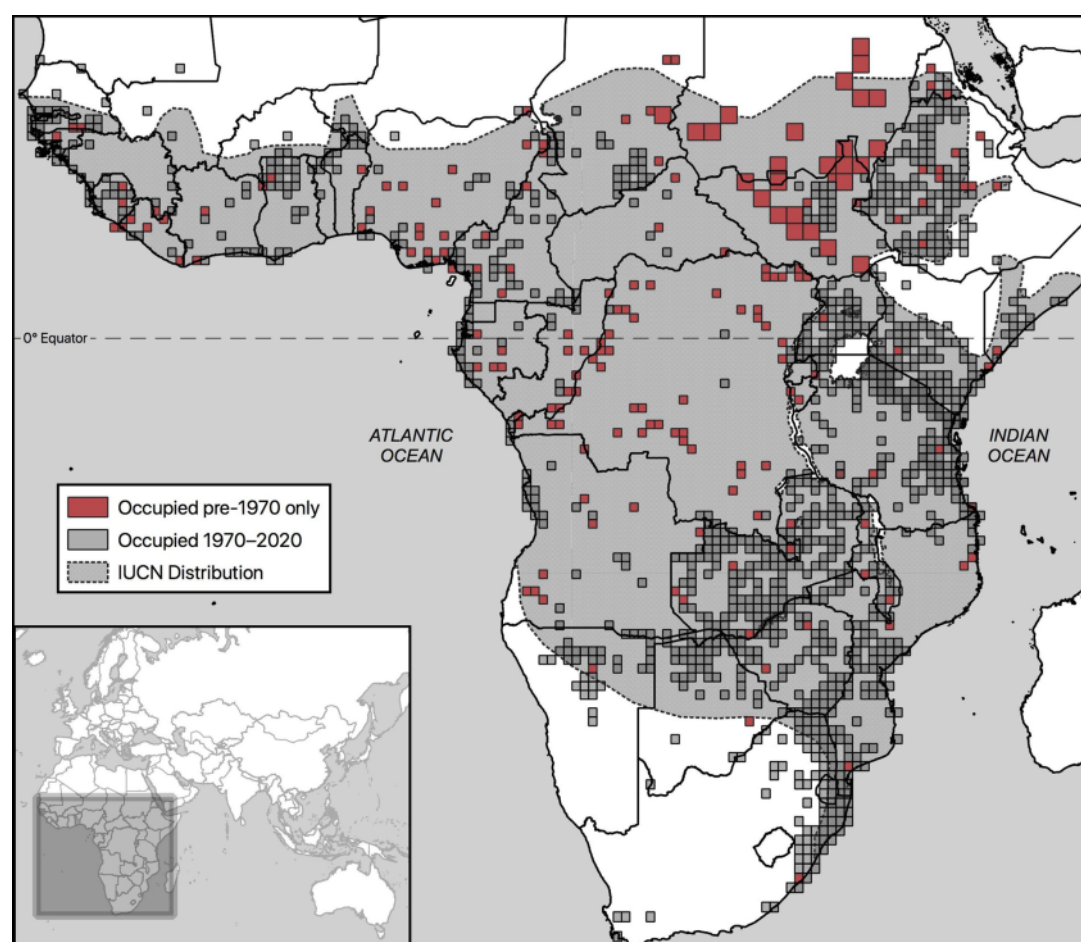 0° Equator
ATLANTIC
OCEAN
INDIAN
OCEAN
Occupied pre-1970 only
Occupied 1970–2020
IUCN Distribution